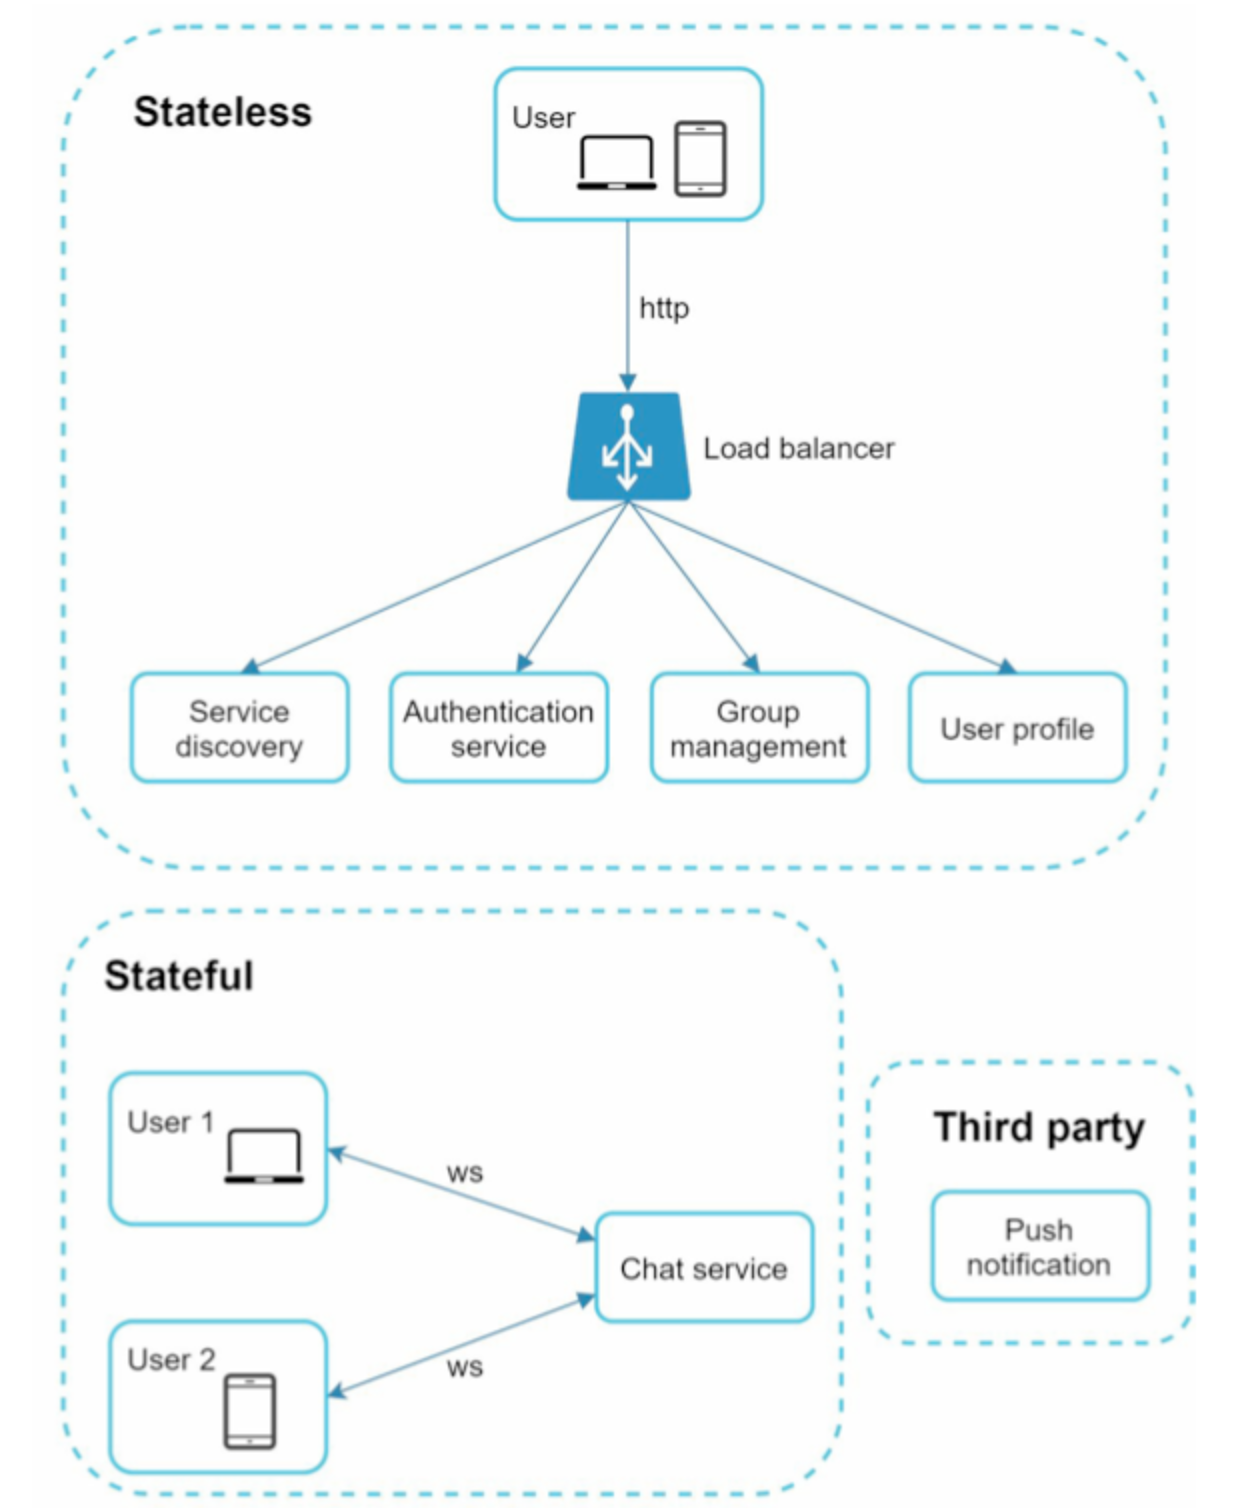 Stateless
User
http
Load balancer
Service
discovery
Authentication
service
Group
management
User profile
Stateful
User 1
ws
Chat service
User 2
ws
Third party
Push
notification